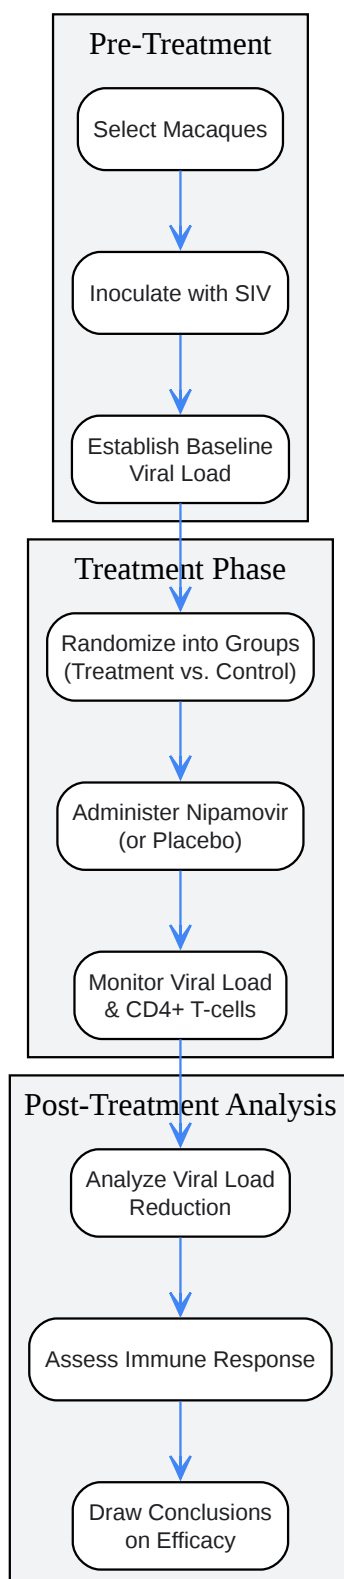 Pre-Treatment
Select Macaques
Inoculate with SIV
Establish Baseline
Viral Load
Treatment Phase
Randomize into Groups
(Treatment vs. Control)
Administer Nipamovir
(or Placebo)
Monitor Viral Load
& CD4+ T-cells
Post-Treatment Analysis
Analyze Viral Load
Reduction
Assess Immune Response
Draw Conclusions
on Efficacy